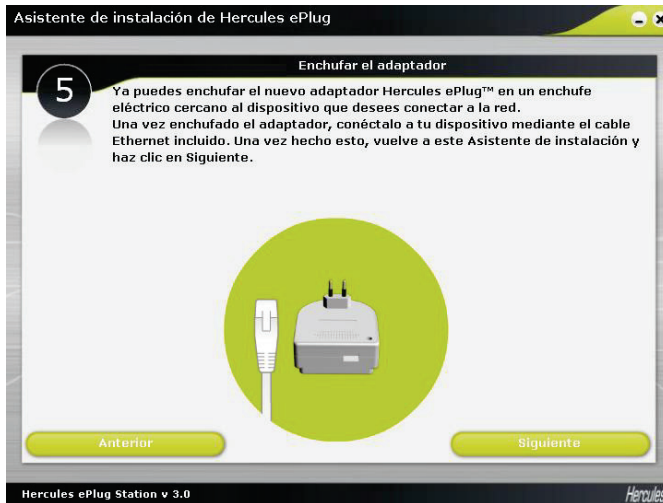 Asistente de instalación de Hercules ePlug
Enchufar el adaptador
5
Ya puedes enchufar el nuevo adaptador Hercules ePlug™ en un enchufe
eléctrico cercano al dispositivo que desees conectar a la red.
Una vez enchufado el adaptador, conéctalo a tu dispositivo mediante el cable
Ethernet incluido. Una vez hecho esto, vuelve a este Asistente de instalación y
haz clic en Siguiente.
Anterior
Siguiente
Hercules ePlug Station v 3.0
Hercules